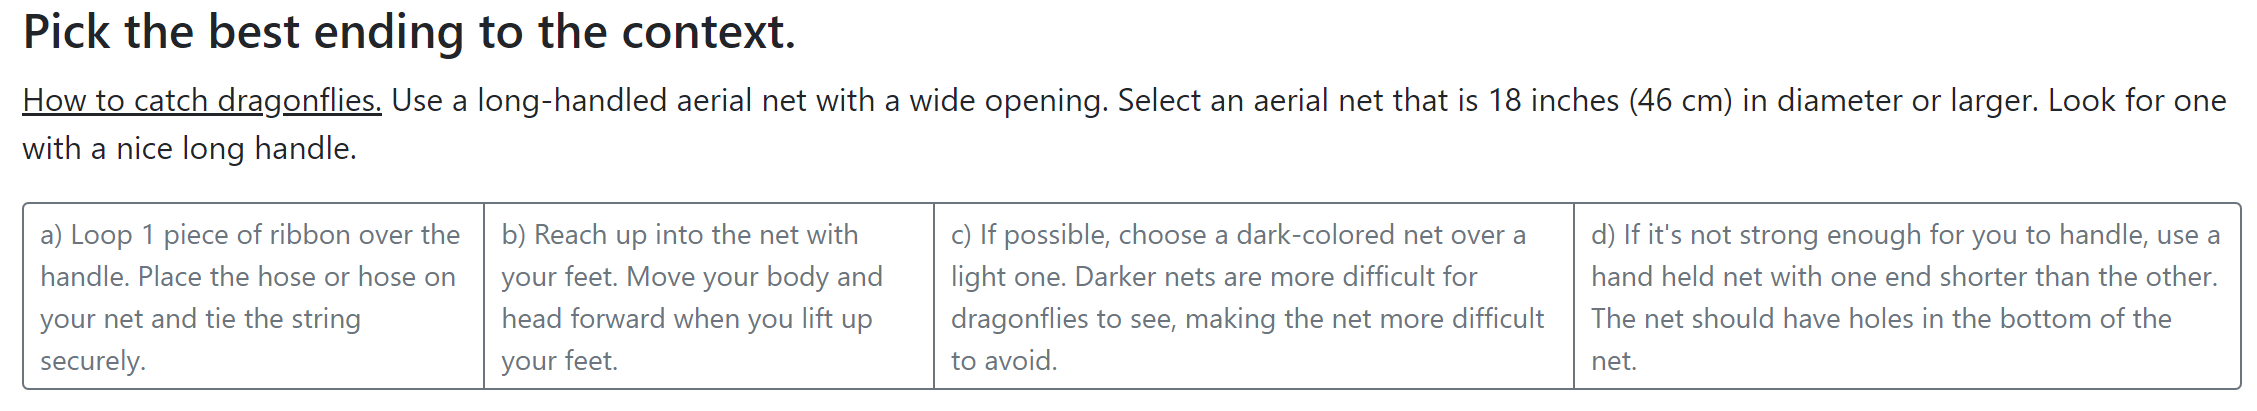 Pick the best ending to the context.
How to catch dragonflies. Use a long-handled aerial net with a wide opening. Select an aerial net that is 18 inches (46 cm) in diameter or larger. Look for one
with a nice long handle.
a) Loop 1 piece of ribbon over the
handle. Place the hose or hose on
your net and tie the string
securely.
b) Reach up into the net with
your feet. Move your body and
head forward when you lift up
your feet.
c) If possible, choose a dark-colored net over a
light one. Darker nets are more difficult for
dragonflies to see, making the net more difficult
to avoid.
d) If it's not strong enough for you to handle, use a
hand held net with one end shorter than the other.
The net should have holes in the bottom of the
net.